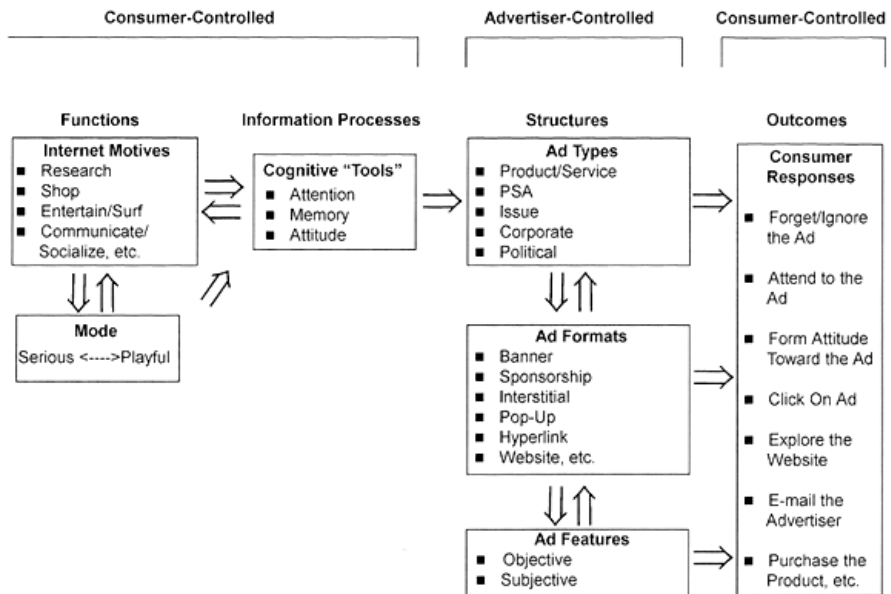 Consumer-Controlled
Advertiser-Controlled
Consumer-Controlled
Functions
Information Processes
Structures
Outcomes
Internet Motives
■ Research
■ Shop
■ Entertain/Surf
■ Communicate/
Socialize, etc.
Mode
Serious <---->Playful
Cognitive “Tools”
■ Attention
■ Memory
■ Attitude
Ad Types
■ Product/Service
■ PSA
■ Issue
■ Corporate
■ Political
Ad Formats
■ Banner
■ Sponsorship
■ Interstitial
■ Pop-Up
■ Hyperlink
■ Website, etc.
Ad Features
■ Objective
■ Subjective
Consumer
Responses
■ Forget/Ignore
the Ad
■ Attend to the
Ad
■ Form Attitude
Toward the Ad
■ Click On Ad
■ Explore the
Website
■ E-mail the
Advertiser
■ Purchase the
Product, etc.